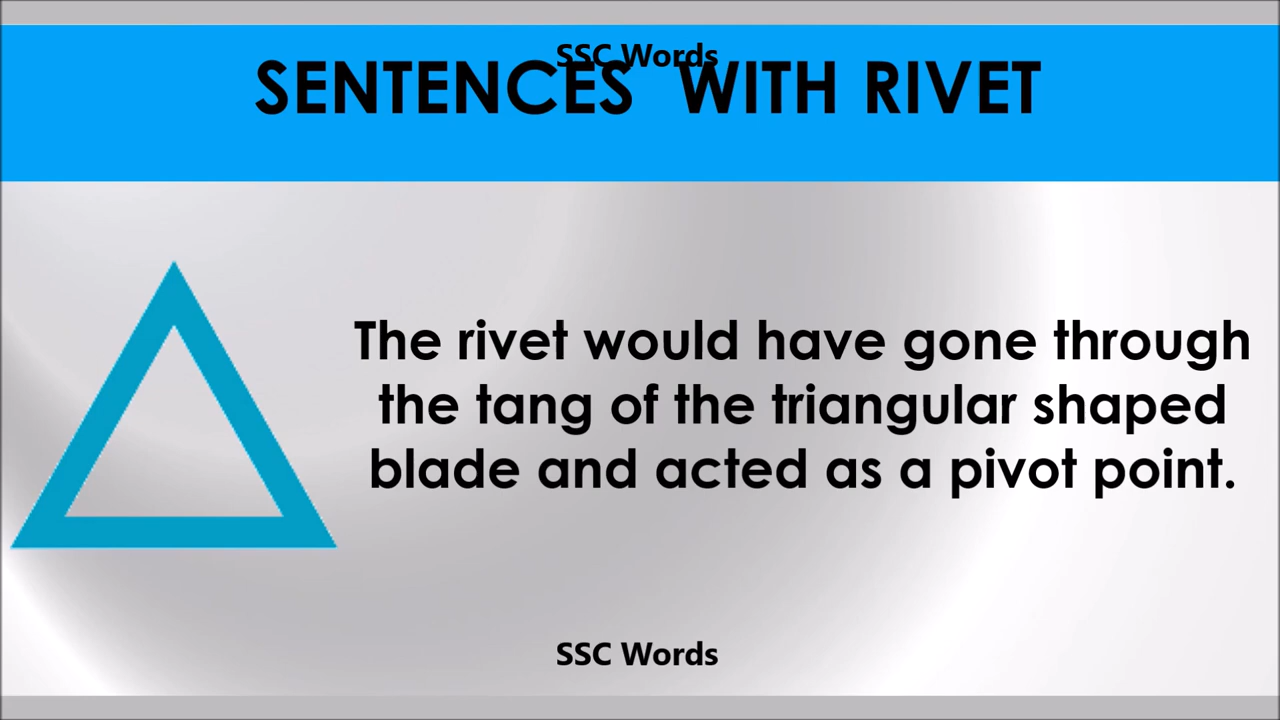 SSC Words
SENTENCES WITH RIVET
The rivet would have gone through
the tang of the triangular shaped
blade and acted as a pivot point.
SSC Words